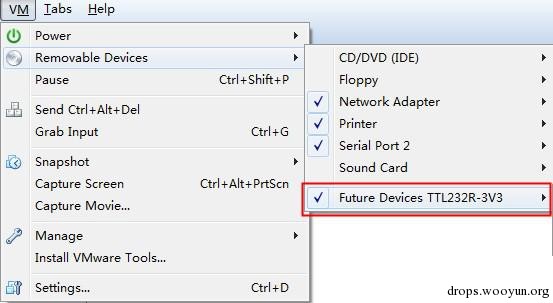 VM Tabs Help
Power
Removable Devices
Pause Ctrl+Shift+P
Send Ctrl+Alt+Del
Grab Input Ctrl+G
Snapshot
Capture Screen Ctrl+Alt+PrtScn
Capture Movie...
Manage
Install VMware Tools...
Settings... Ctrl+D
CD/DVD (IDE)
Floppy
Network Adapter
Printer
Serial Port 2
Sound Card
Future Devices TTL232R-3V3
drops.wooyun.org